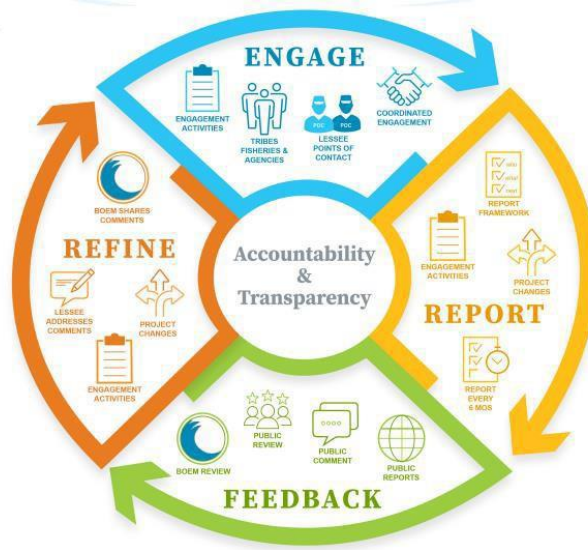 ENGAGE
ENGAGEMENT
ACTIVITIES
TRIBES
FISHERIES &
AGENCIES
POC
POC
LESSEE
POINTS OF
CONTACT
COORDINATED
ENGAGEMENT
REPORT
FRAMEWORK
ENGAGEMENT
ACTIVITIES
PROJECT
CHANGES
REPORT
REPORT
EVERY
6 MOS
Accountability
&
Transparency
BOEM SHARES
COMMENTS
REFINE
LESSEE
ADDRESSES
COMMENTS
PROJECT
CHANGES
ENGAGEMENT
ACTIVITIES
BOEM REVIEW
PUBLIC
REVIEW
PUBLIC
COMMENT
PUBLIC
REPORTS
FEEDBACK